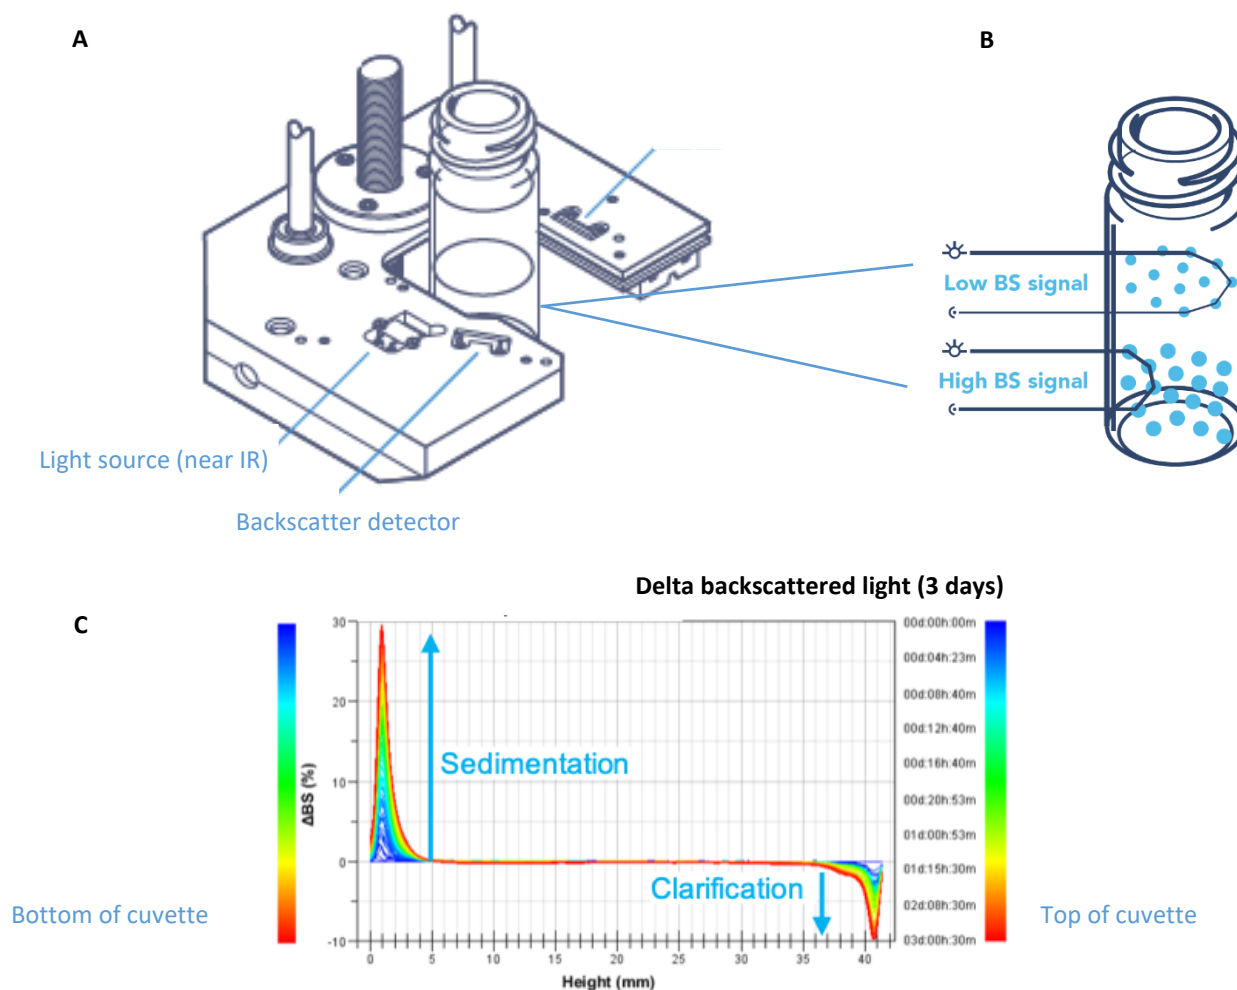 A
B
Low BS signal
High BS signal
Light source (near IR)
Backscatter detector
Delta backscattered light (3 days)
C
30
20
10
0
-10
ΔBS (%)
Sedimentation
Clarification
00d:00h:00m
00d:04h:23m
00d:08h:40m
00d:12h:40m
00d:16h:40m
00d:20h:53m
01d:00h:53m
01d:15h:30m
02d:08h:30m
03d:00h:30m
Bottom of cuvette
Top of cuvette
0 5 10 15 20 25 30 35 40
Height (mm)